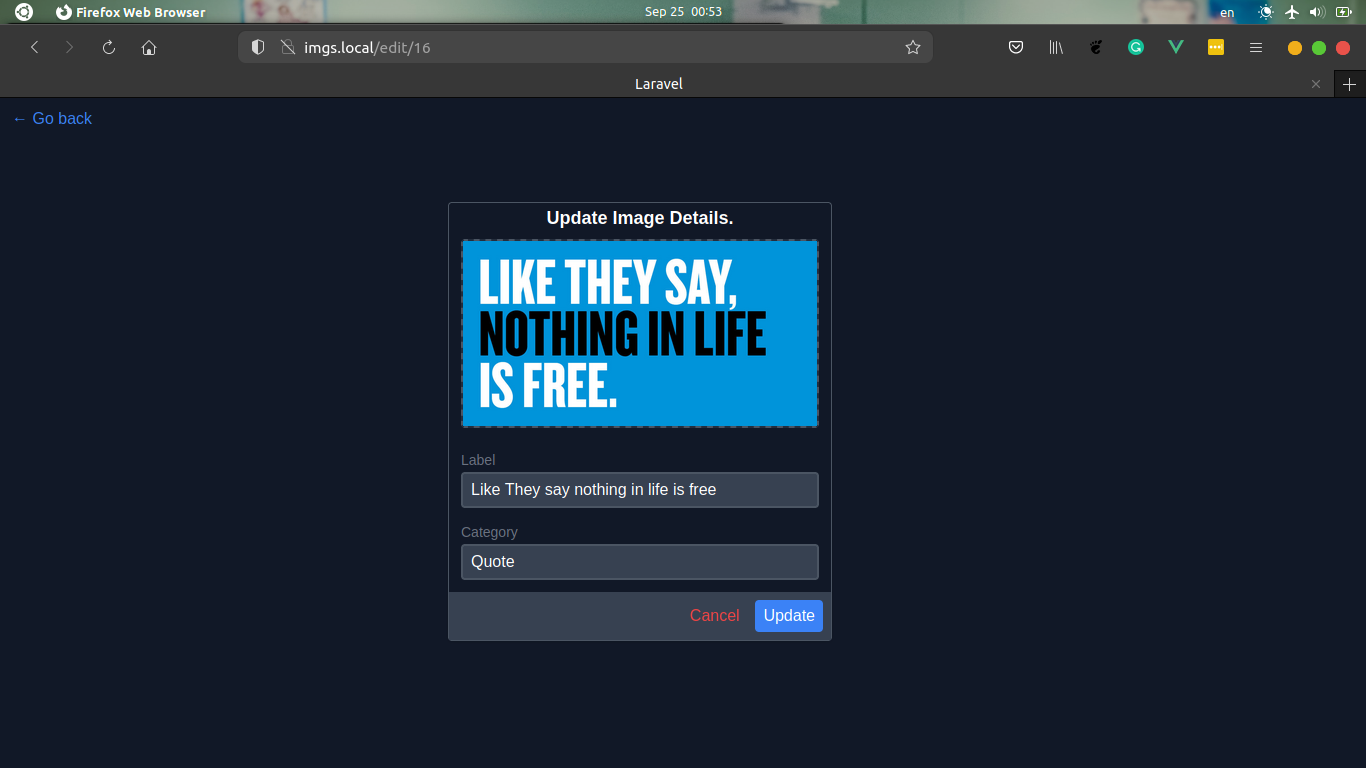 Firefox Web Browser
Sep 25 00:53
en
imgs.local/edit/16
Laravel
← Go back
Update Image Details.
LIKE THEY SAY,
NOTHING IN LIFE
IS FREE.
Label
Like They say nothing in life is free
Category
Quote
Cancel
Update